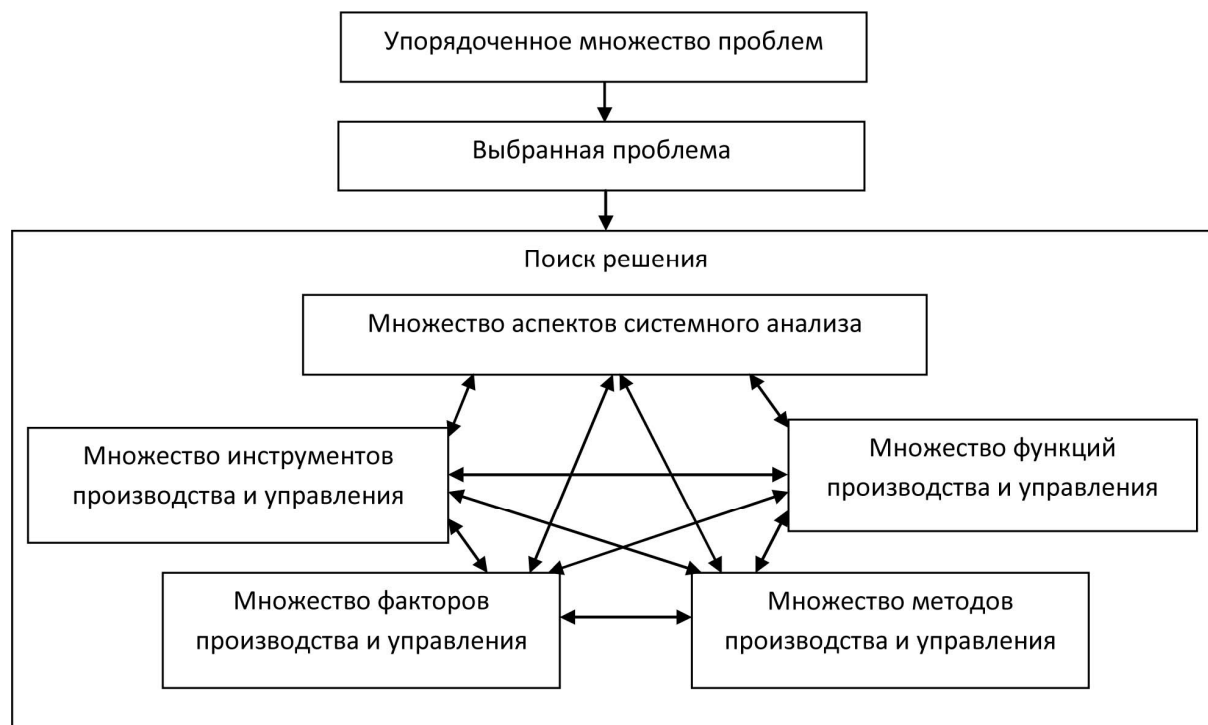 Упорядоченное множество проблем
Выбранная проблема
Поиск решения
Множество аспектов системного анализа
Множество инструментов
производства и управления
Множество функций
производства и управления
Множество факторов
производства и управления
Множество методов
производства и управления